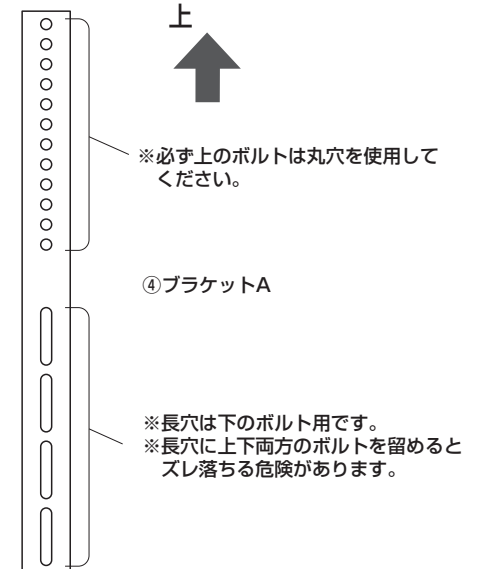 上
※必ず上のボルトは丸穴を使用して
ください。
④ブラケットA
※長穴は下のボルト用です。
※長穴に上下両方のボルトを留めると
ズレ落ちる危険があります。